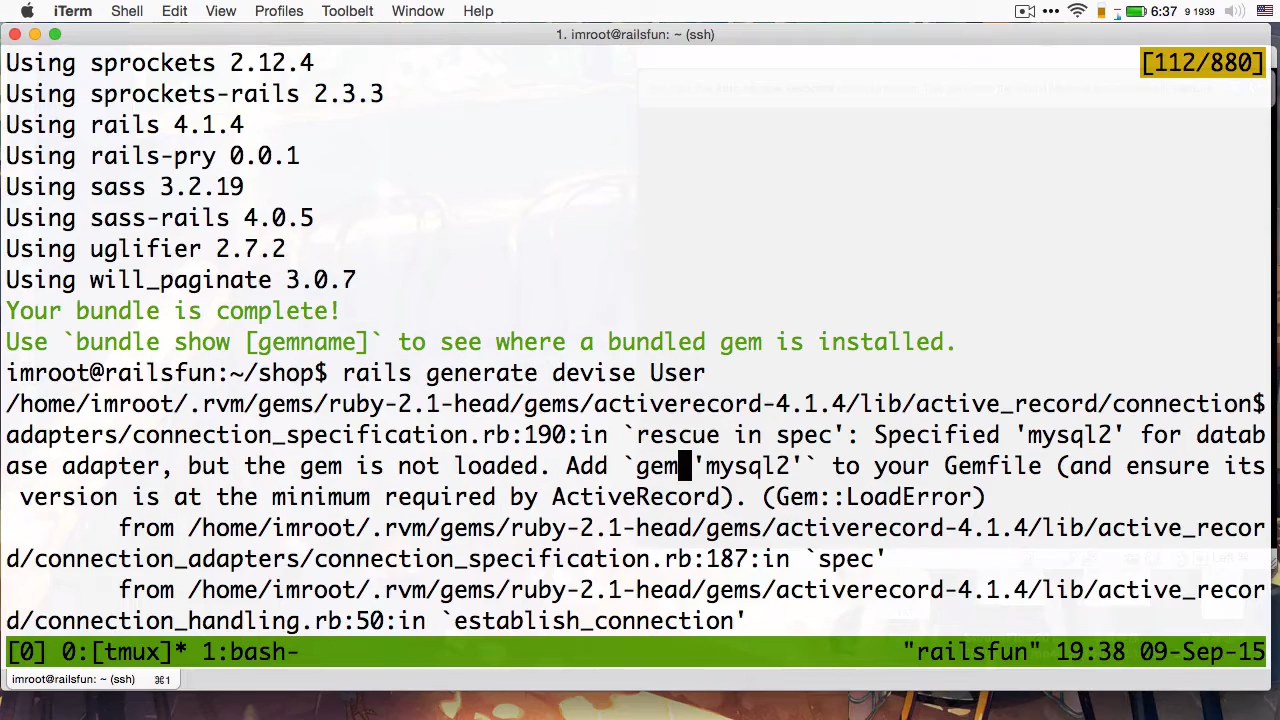 iTerm Shell Edit View Profiles Toolbelt Window Help 6:37 9 1939
1. imroot@railsfun: ~ (ssh)
Using sprockets 2.12.4 [112/880]
Using sprockets-rails 2.3.3
Using rails 4.1.4
Using rails-pry 0.0.1
Using sass 3.2.19
Using sass-rails 4.0.5
Using uglifier 2.7.2
Using will_paginate 3.0.7
Your bundle is complete!
Use `bundle show [gemname]` to see where a bundled gem is installed.
imroot@railsfun:~/shop$ rails generate devise User
/home/imroot/.rvm/gems/ruby-2.1-head/gems/activerecord-4.1.4/lib/active_record/connection$
adapters/connection_specification.rb:190:in `rescue in spec': Specified 'mysql2' for datab
ase adapter, but the gem is not loaded. Add `gem 'mysql2'` to your Gemfile (and ensure its
version is at the minimum required by ActiveRecord). (Gem::LoadError)
from /home/imroot/.rvm/gems/ruby-2.1-head/gems/activerecord-4.1.4/lib/active_recor
d/connection_adapters/connection_specification.rb:187:in `spec'
from /home/imroot/.rvm/gems/ruby-2.1-head/gems/activerecord-4.1.4/lib/active_recor
d/connection_handling.rb:50:in `establish_connection'
[0] 0:[tmux]* 1:bash- "railsfun" 19:38 09-Sep-15
imroot@railsfun: ~ (ssh) ⌘1